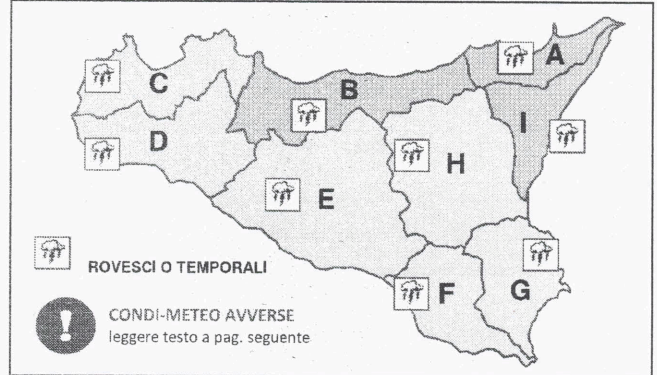 A
B
C
I
D
H
E
ROVESCI O TEMPORALI
F
G
CONDI-METEO AVVERSE
leggere testo a pag. seguente